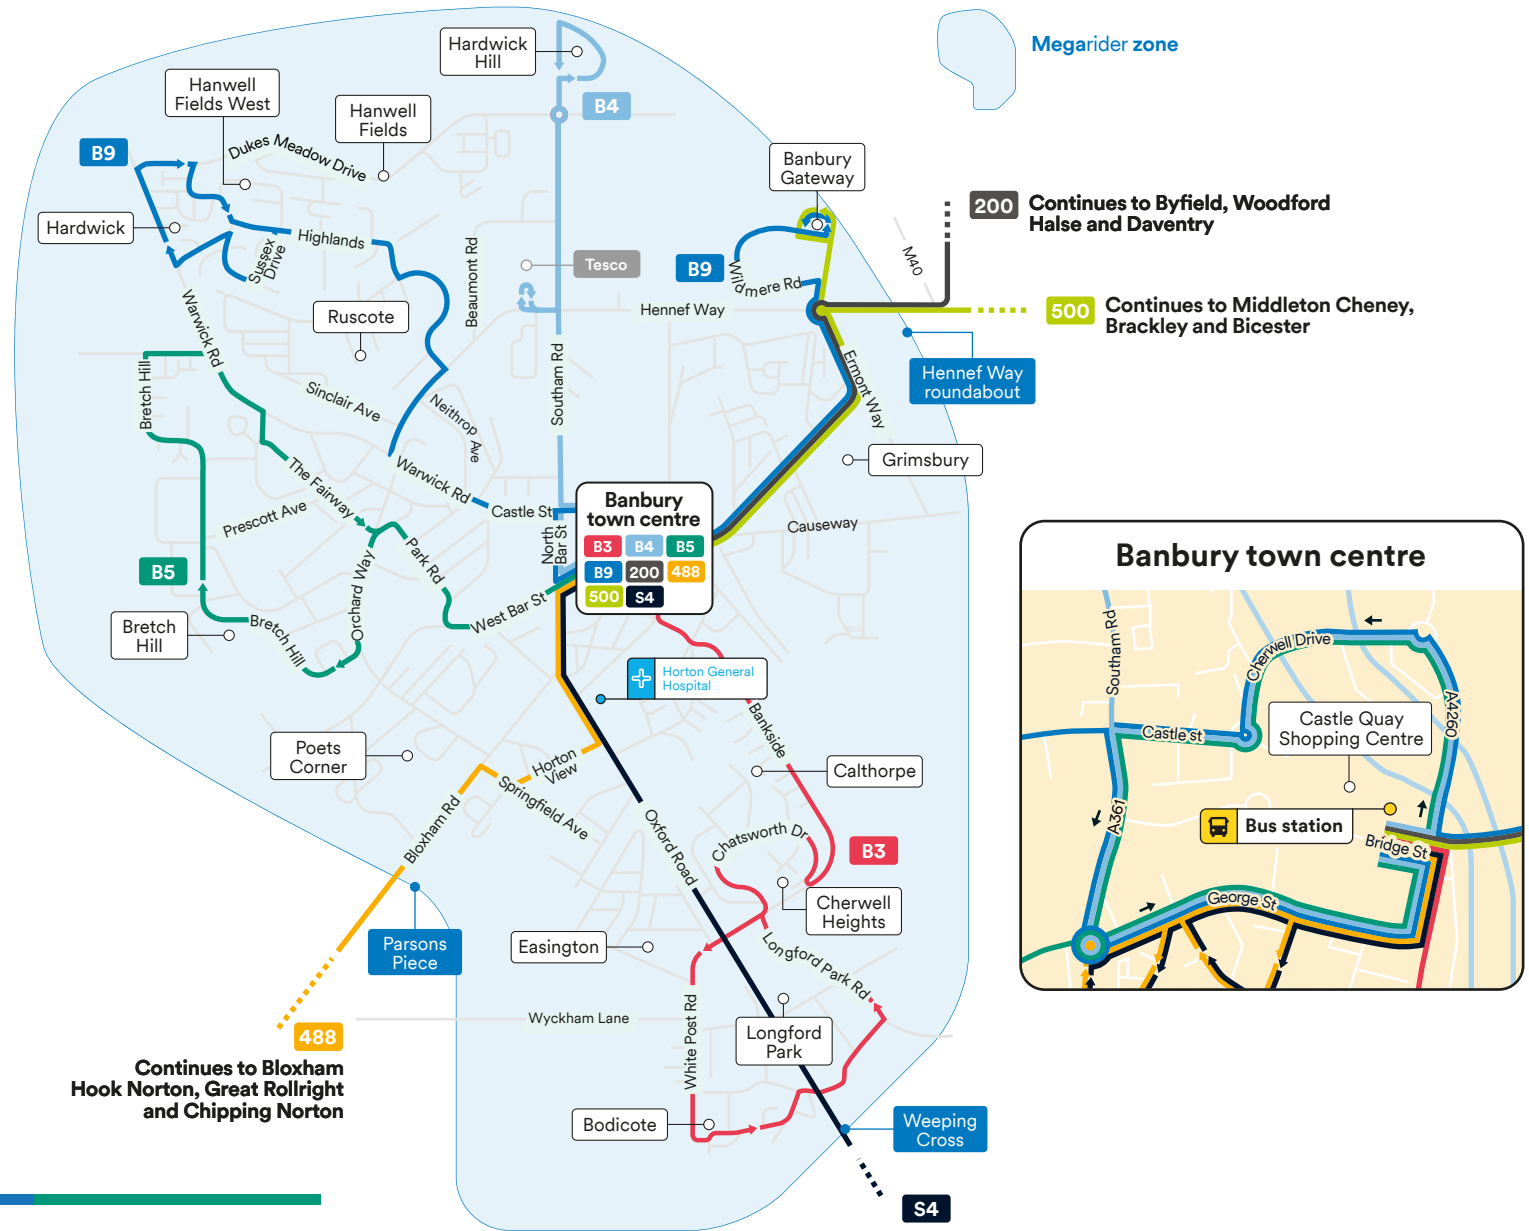 Megarider zone
Hardwick
Hill
B4
Hanwell
Fields West
Hanwell
Fields
Dukes Meadow Drive
B9
Hardwick
Sussex
Drive
Highlands
Beaumont Rd
Tesco
Banbury
Gateway
B9
Wildmere Rd
Hennef Way
M40
200
Continues to Byfield, Woodford
Halse and Daventry
500
Continues to Middleton Cheney,
Brackley and Bicester
Hennef Way
roundabout
Ermont Way
Grimsbury
Causeway
Ruscote
Warwick Rd
Bretch Hill
Sinclair Ave
Neithrop
Ave
Southam Rd
Warwick Rd
Castle St
North
Bar St
The Fairway
Prescott Ave
Park Rd
Orchard Way
West Bar St
B5
Bretch
Hill
Bretch Hill
Banbury
town centre
B3
B4
B5
B9
200
488
500
S4
Horton General
Hospital
Bankside
Poets
Corner
Horton
View
Springfield Ave
Bloxham Rd
Calthorpe
Oxford Road
Chatsworth Dr
B3
Cherwell
Heights
Parsons
Piece
Easington
Longford Park Rd
488
Continues to Bloxham
Hook Norton, Great Rollright
and Chipping Norton
Wyckham Lane
White Post Rd
Longford
Park
Bodicote
Weeping
Cross
S4
Banbury town centre
Southam Rd
Cherwell Drive
A4260
Castle st
Castle Quay
Shopping Centre
A361
Bus station
Bridge St
George St